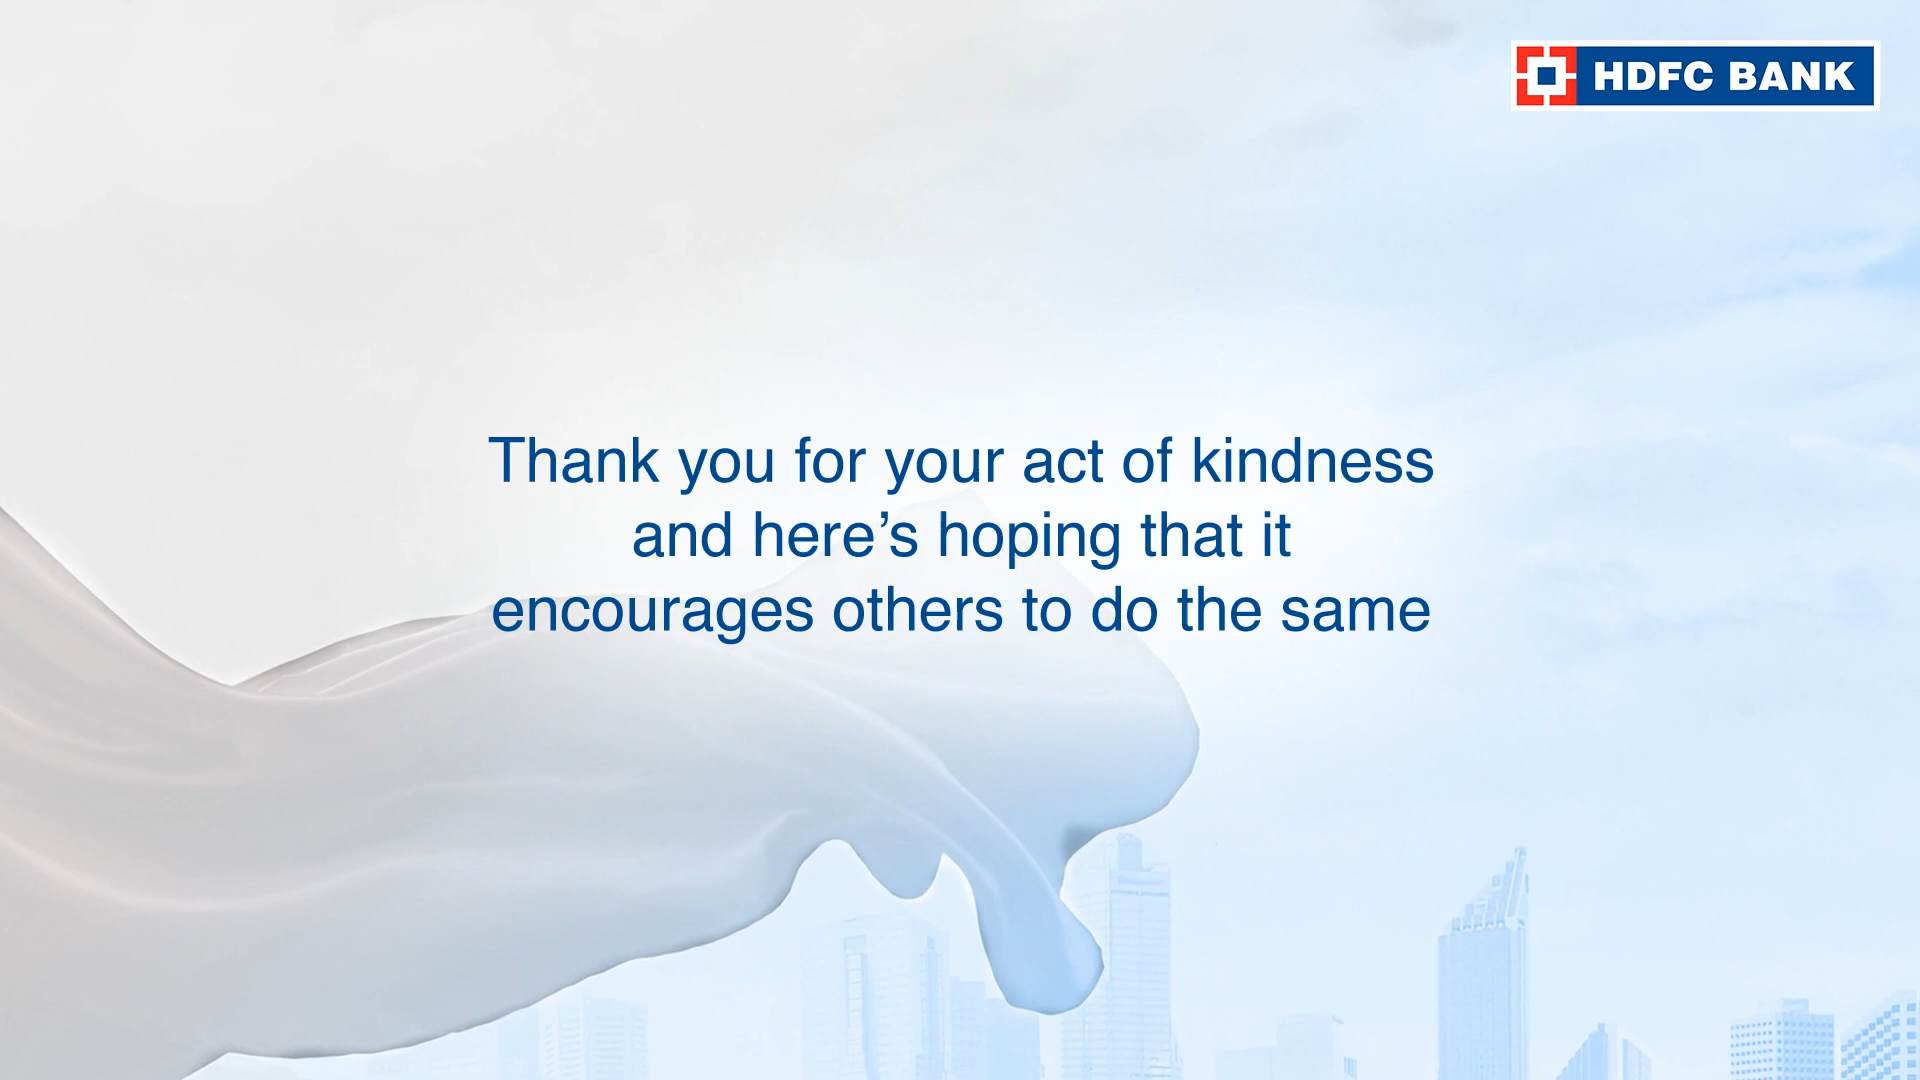 HDFC BANK
Thank you for your act of kindness
and here’s hoping that it
encourages others to do the same